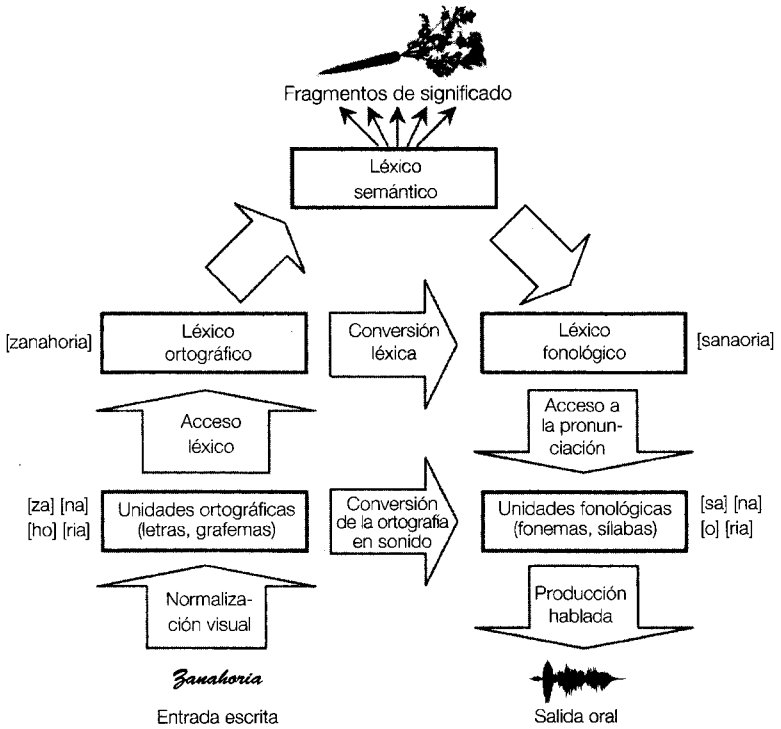 Fragmentos de significado
Léxico
semántico
[zanahoria]
Léxico
ortográfico
Conversión
léxica
Léxico
fonológico
[sanaoria]
Acceso
léxico
Acceso a
la pronun-
ciación
[za] [na]
[ho] [ria]
Unidades ortográficas
(letras, grafemas)
Conversión
de la ortografía
en sonido
Unidades fonológicas
(fonemas, sílabas)
[sa] [na]
[o] [ria]
Normaliza-
ción visual
Producción
hablada
Zanahoria
Entrada escrita
Salida oral